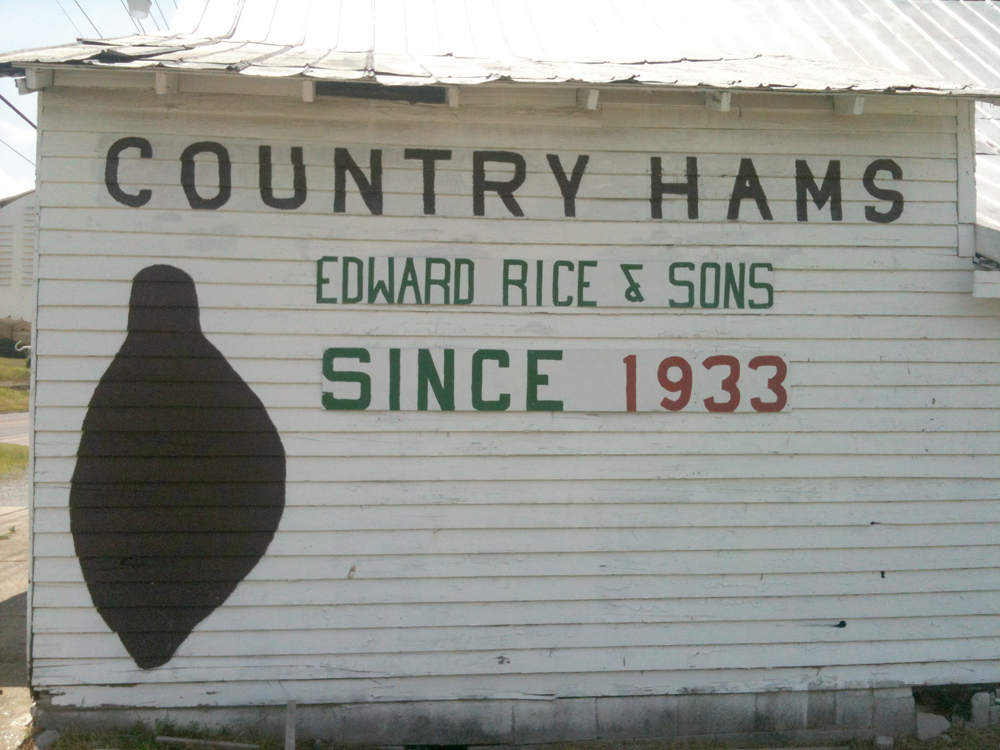 COUNTRY HAMS
EDWARD RICE & SONS
SINCE 1933